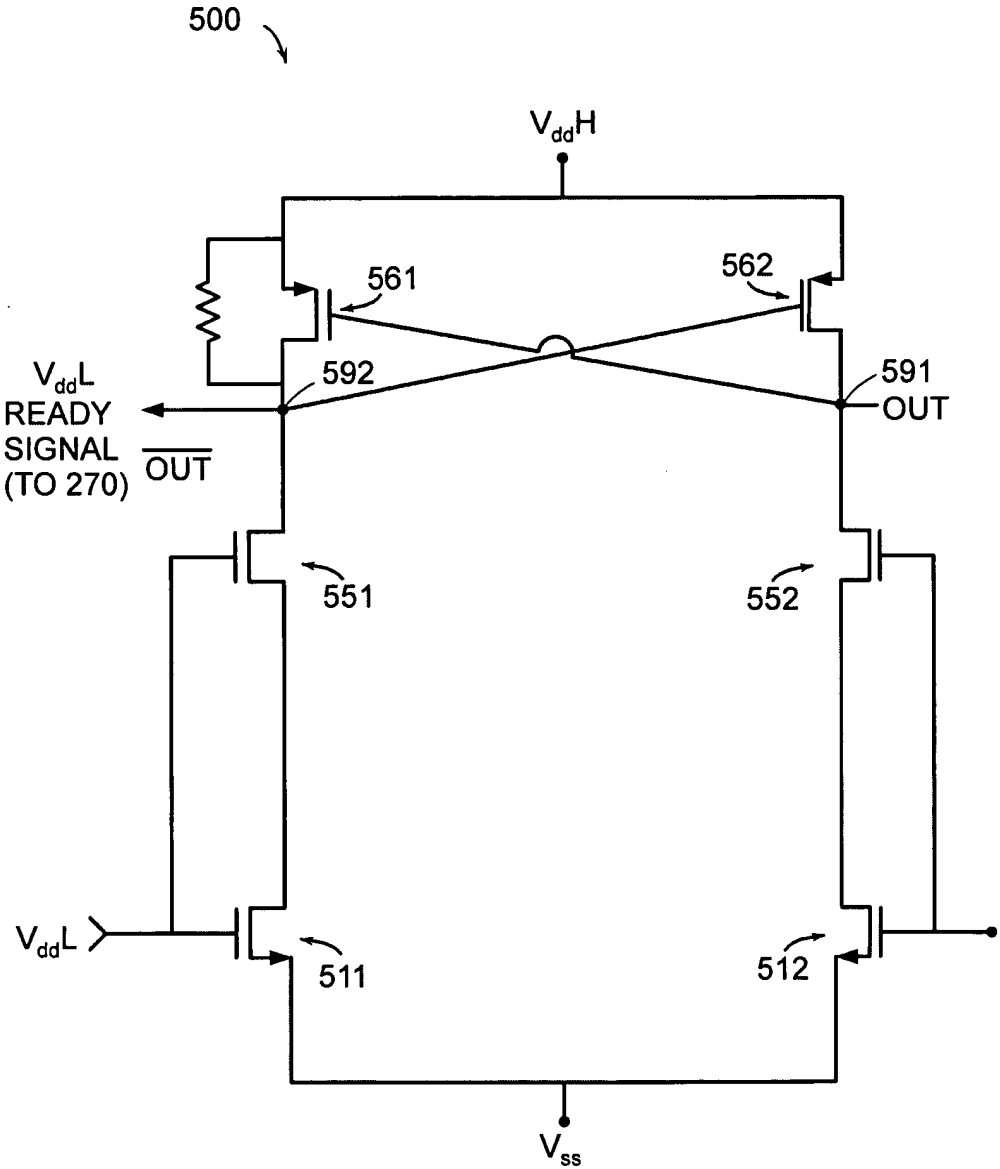 500
VddH
561
562
592
591
VddL
READY
SIGNAL
(TO 270)
OUT
OUT
551
552
VddL
511
512
Vss